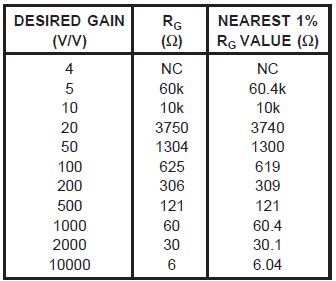 DESIRED GAIN (V/V) RG (Ω) NEAREST 1% RG VALUE (Ω)
4 NC NC
5 60k 60.4k
10 10k 10k
20 3750 3740
50 1304 1300
100 625 619
200 306 309
500 121 121
1000 60 60.4
2000 30 30.1
10000 6 6.04